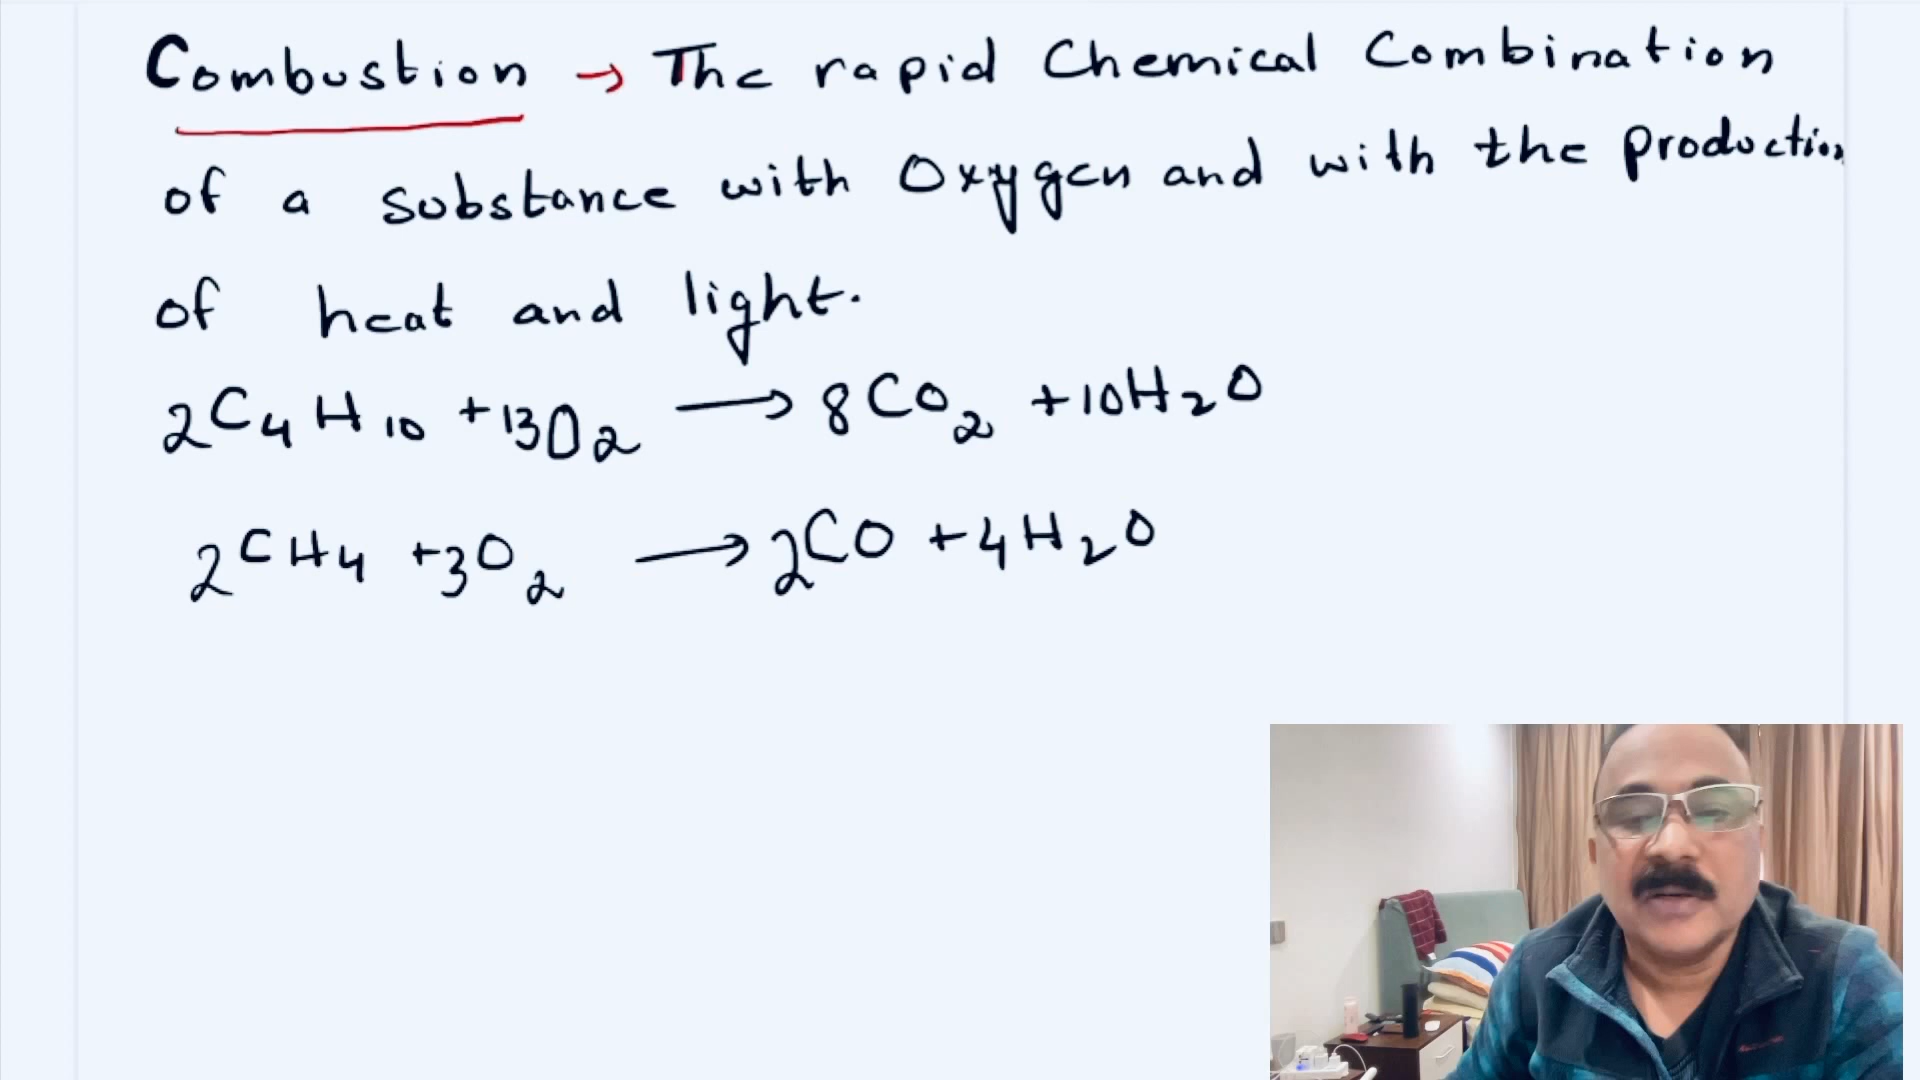 Combustion → The rapid Chemical Combination
of a substance with Oxygen and with the production
of heat and light.
2C₄H₁₀ + 13O₂ ⟶ 8CO₂ + 10H₂O
2CH₄ + 3O₂ ⟶ 2CO + 4H₂O